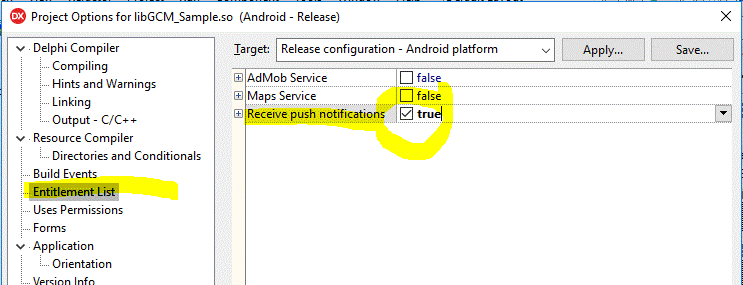 Project Options for libGCM_Sample.so (Android - Release)
Delphi Compiler
Compiling
Hints and Warnings
Linking
Output - C/C++
Resource Compiler
Directories and Conditionals
Build Events
Entitlement List
Uses Permissions
Forms
Application
Orientation
Version Info
Target: Release configuration - Android platform Apply... Save...
AdMob Service false
Maps Service false
Receive push notifications true